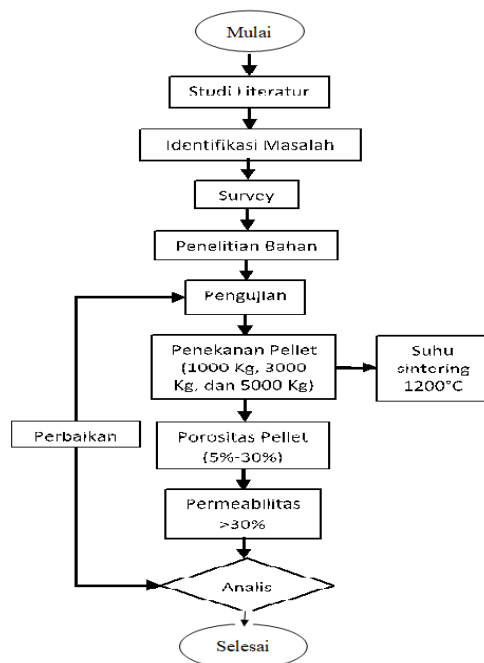 Mulai
Studi Literatur
Identifikasi Masalah
Survey
Penelitian Bahan
Pengujian
Penekanan Pellet
(1000 Kg, 3000
Kg, dan 5000 Kg)
Suhu
sintering
1200°C
Perbaikan
Porositas Pellet
(5%-30%)
Permeabilitas
>30%
Analis
Selesai